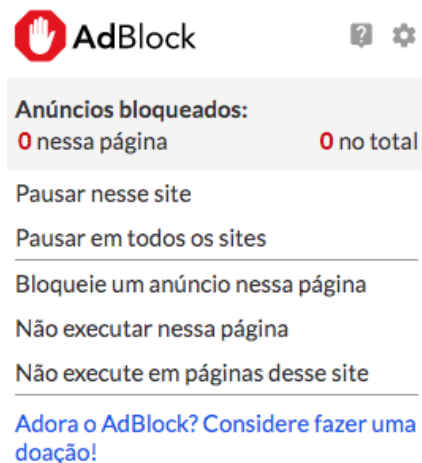 AdBlock
Anúncios bloqueados:
0 nessa página 0 no total
Pausar nesse site
Pausar em todos os sites
Bloqueie um anúncio nessa página
Não executar nessa página
Não execute em páginas desse site
Adora o AdBlock? Considere fazer uma
doação!